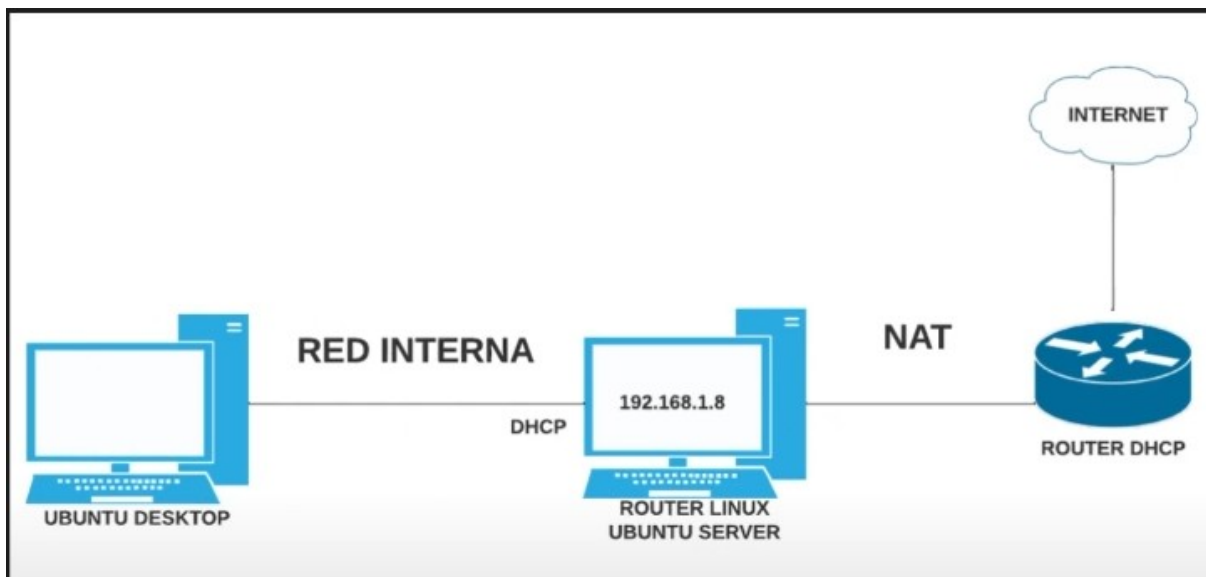 INTERNET
RED INTERNA
NAT
192.168.1.8
DHCP
ROUTER DHCP
UBUNTU DESKTOP
ROUTER LINUX
UBUNTU SERVER